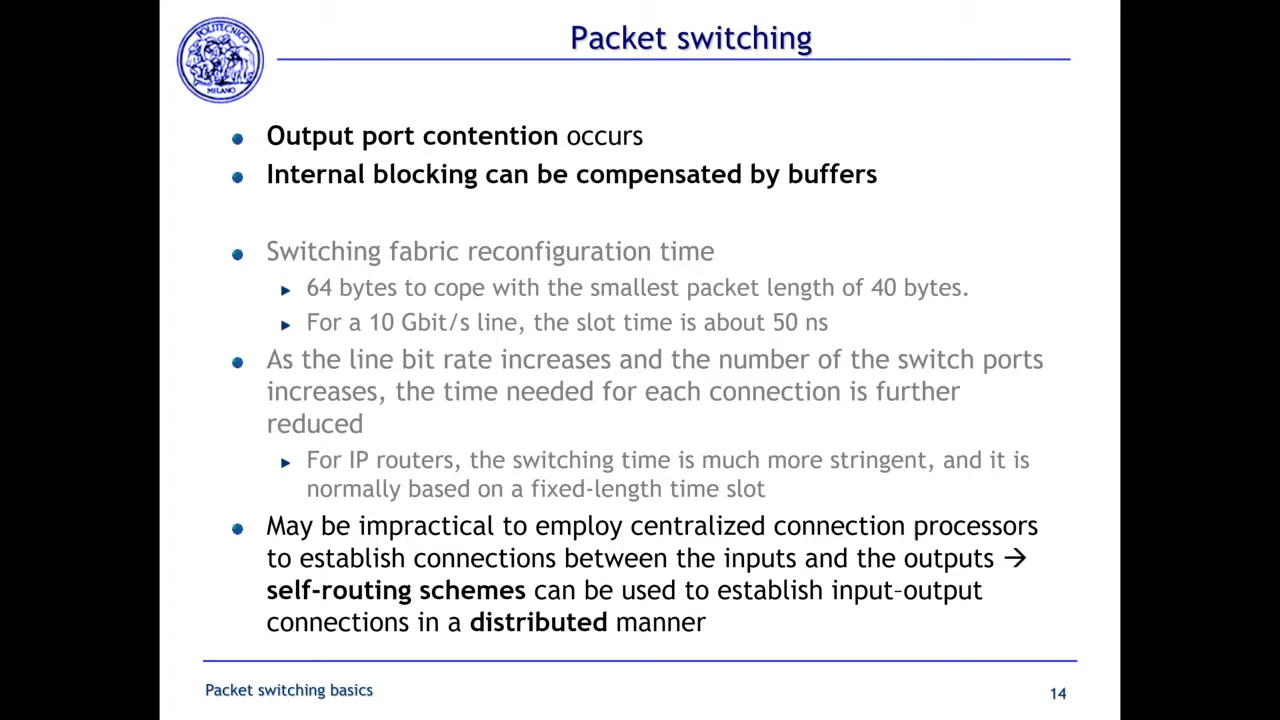 Packet switching
POLITECNICO
MILANO
Output port contention occurs
Internal blocking can be compensated by buffers
Switching fabric reconfiguration time
64 bytes to cope with the smallest packet length of 40 bytes.
For a 10 Gbit/s line, the slot time is about 50 ns
As the line bit rate increases and the number of the switch ports
increases, the time needed for each connection is further
reduced
For IP routers, the switching time is much more stringent, and it is
normally based on a fixed-length time slot
May be impractical to employ centralized connection processors
to establish connections between the inputs and the outputs →
self-routing schemes can be used to establish input–output
connections in a distributed manner
Packet switching basics
14